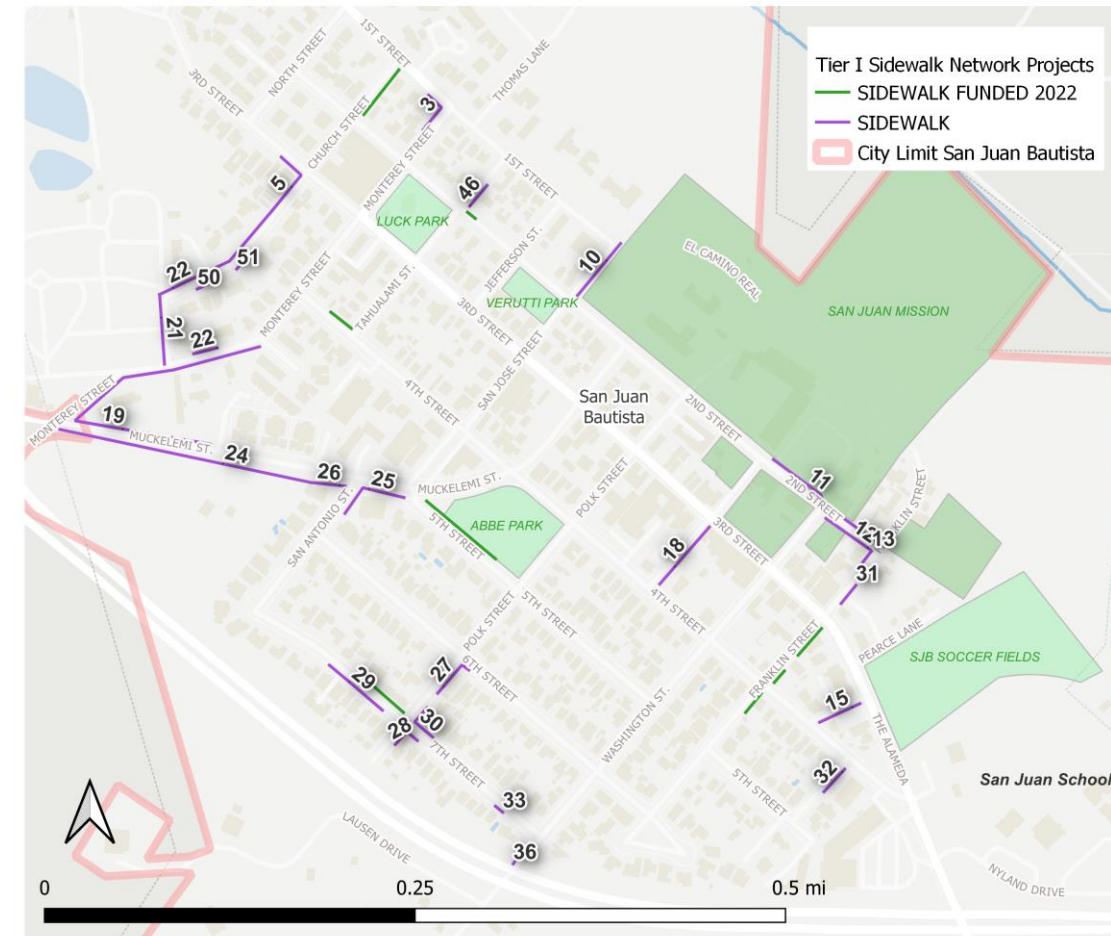 Tier I Sidewalk Network Projects
SIDEWALK FUNDED 2022
SIDEWALK
City Limit San Juan Bautista
1ST STREET
NORTH STREET
THOMAS LANE
3RD STREET
CHURCH STREET
3
MONTEREY STREET
1ST STREET
5
46
LUCK PARK
JEFFERSON ST.
10
EL CAMINO REAL
51
22
50
MONTEREY STREET
TAHUALAMI ST.
VERUTTI PARK
SAN JUAN MISSION
3RD STREET
21
22
SAN JOSE STREET
4TH STREET
San Juan
Bautista
2ND STREET
MONTEREY STREET
19
MUCKELEMI ST.
24
26
25
MUCKELEMI ST.
POLK STREET
11
2ND STREET
FRANKLIN STREET
12
13
SAN ANTONIO ST.
5TH STREET
ABBE PARK
3RD STREET
18
31
4TH STREET
5TH STREET
POLK STREET
PEARCE LANE
FRANKLIN STREET
SJB SOCCER FIELDS
6TH STREET
27
29
WASHINGTON ST.
15
28
30
7TH STREET
THE ALAMEDA
32
5TH STREET
San Juan School
33
LAUSEN DRIVE
36
NYLAND DRIVE
0
0.25
0.5 mi